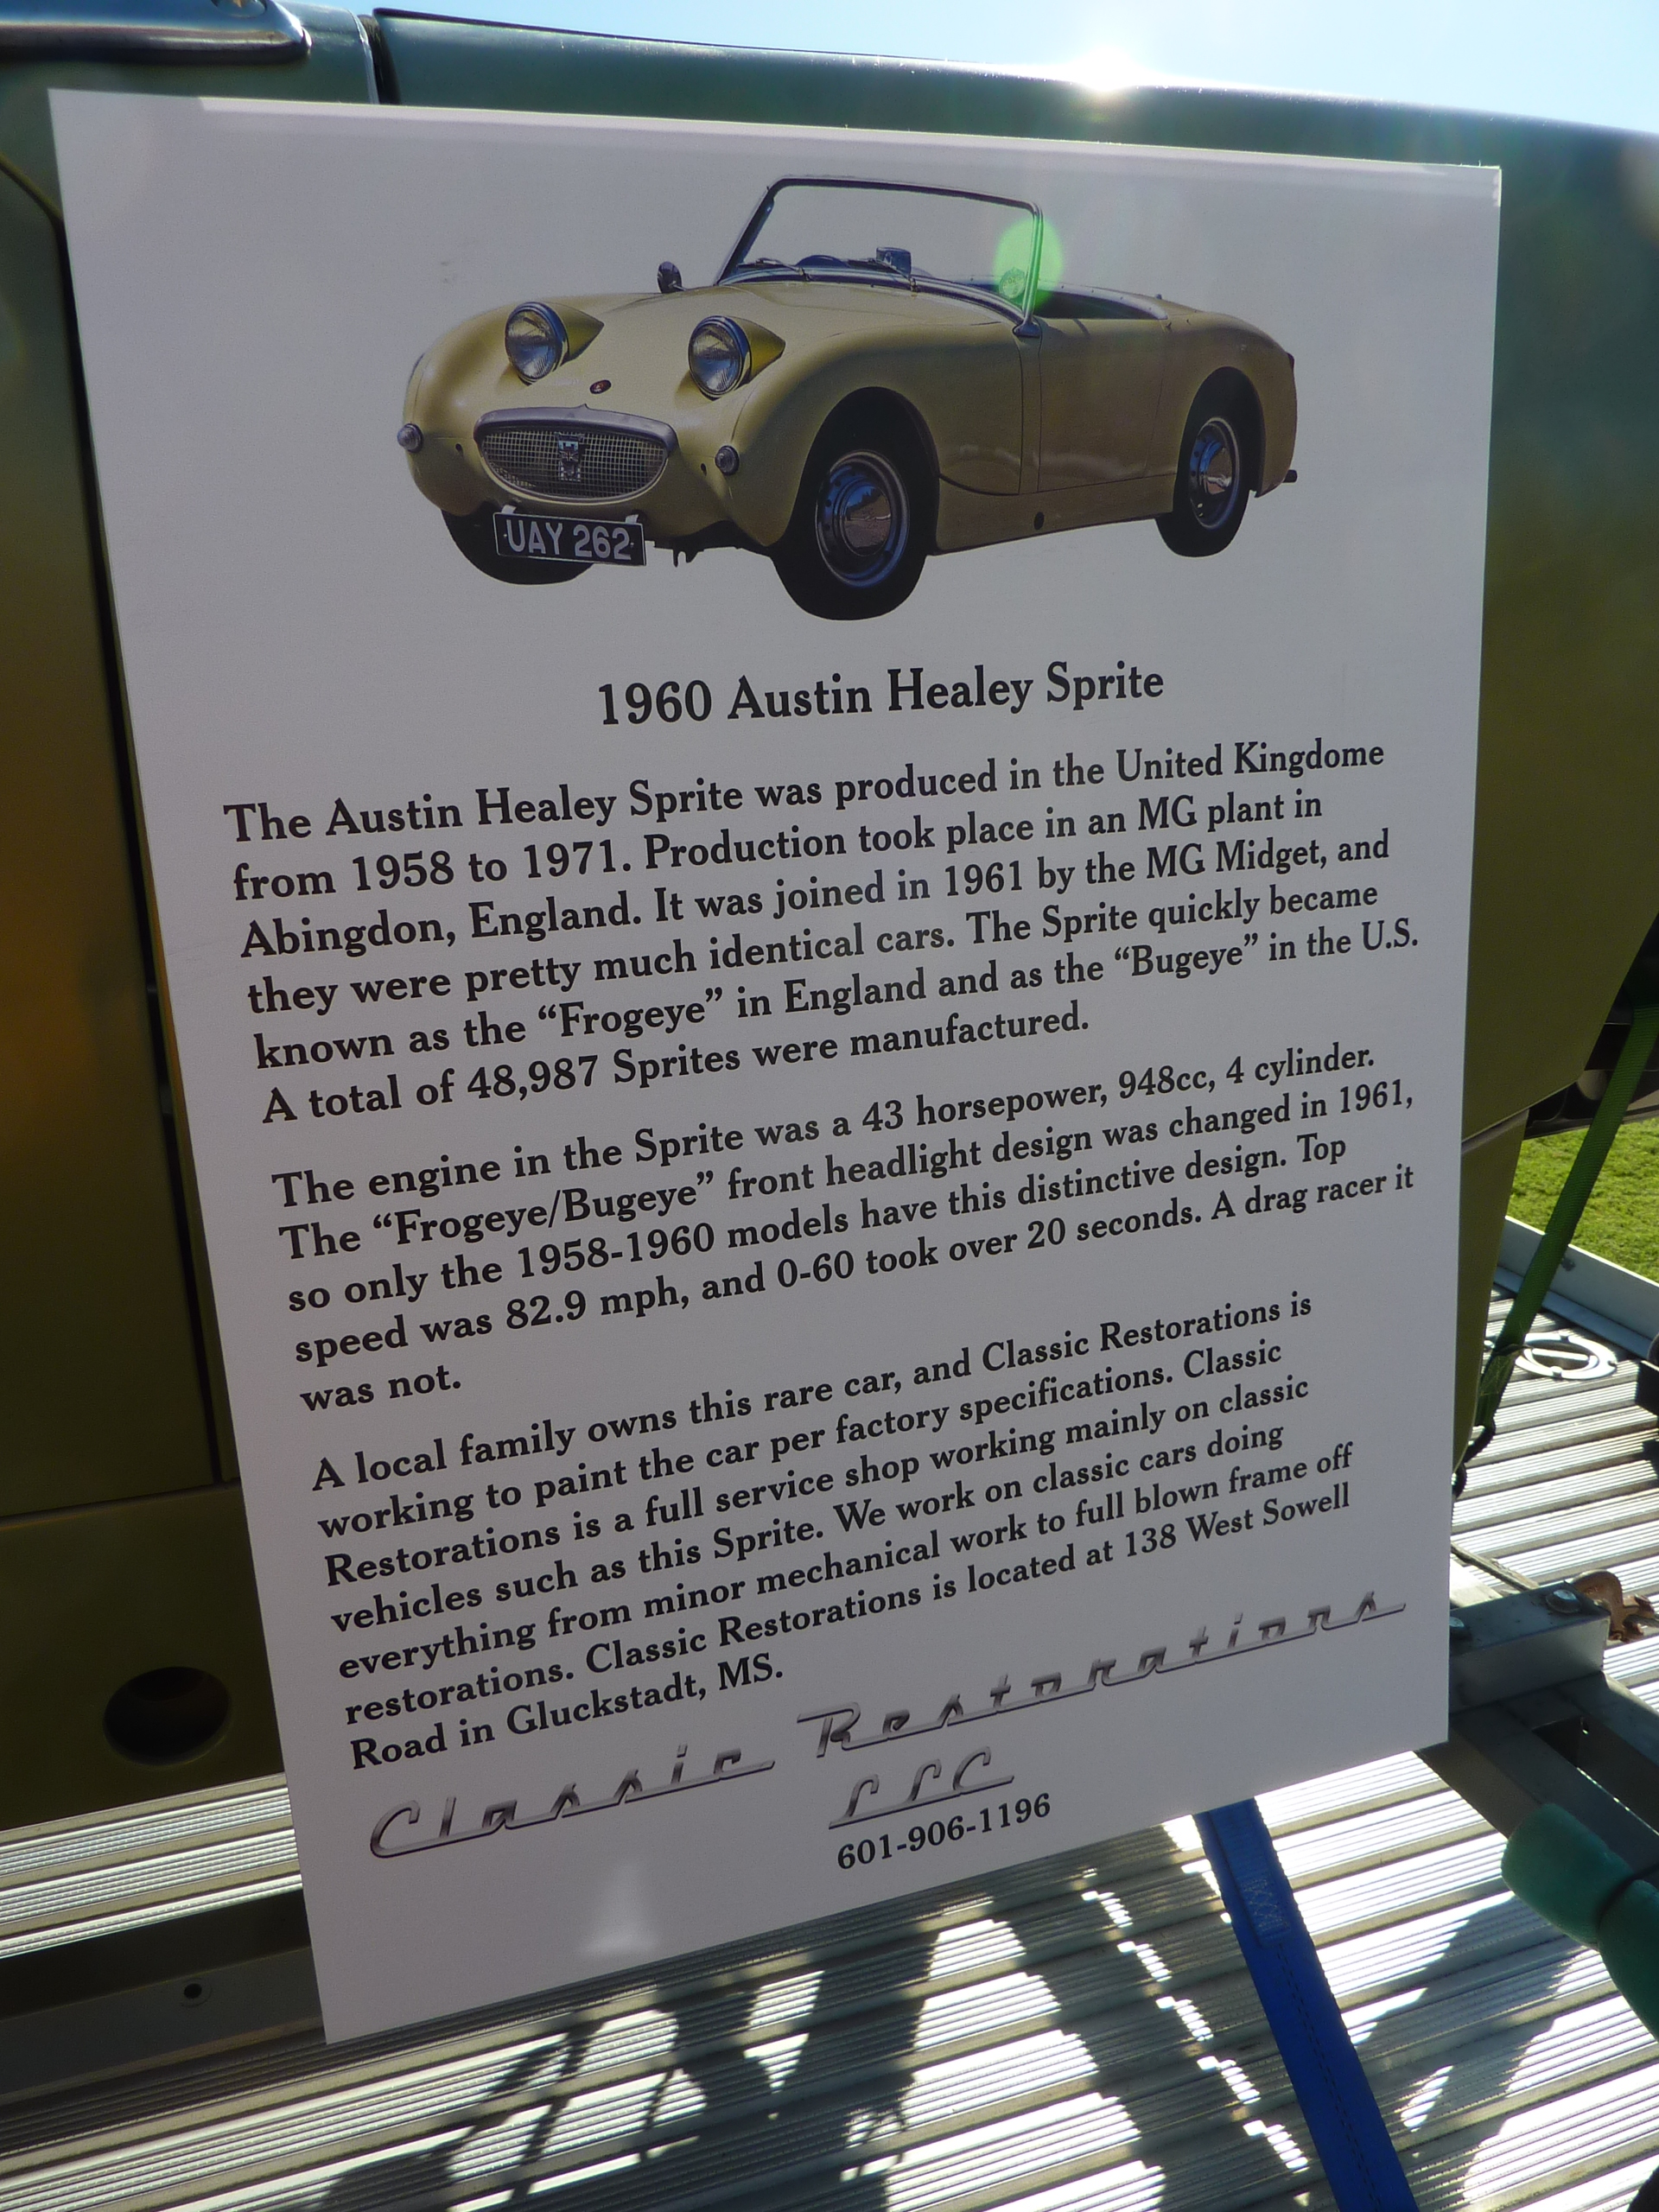 UAY 262
1960 Austin Healey Sprite
The Austin Healey Sprite was produced in the United Kingdome
from 1958 to 1971. Production took place in an MG plant in
Abingdon, England. It was joined in 1961 by the MG Midget, and
they were pretty much identical cars. The Sprite quickly became
known as the “Frogeye” in England and as the “Bugeye” in the U.S.
A total of 48,987 Sprites were manufactured.
The engine in the Sprite was a 43 horsepower, 948cc, 4 cylinder.
The “Frogeye/Bugeye” front headlight design was changed in 1961,
so only the 1958-1960 models have this distinctive design. Top
speed was 82.9 mph, and 0-60 took over 20 seconds. A drag racer it
was not.
A local family owns this rare car, and Classic Restorations is
working to paint the car per factory specifications. Classic
Restorations is a full service shop working mainly on classic
vehicles such as this Sprite. We work on classic cars doing
everything from minor mechanical work to full blown frame off
restorations. Classic Restorations is located at 138 West Sowell
Road in Gluckstadt, MS.
Classic Restorations
LLC
601-906-1196